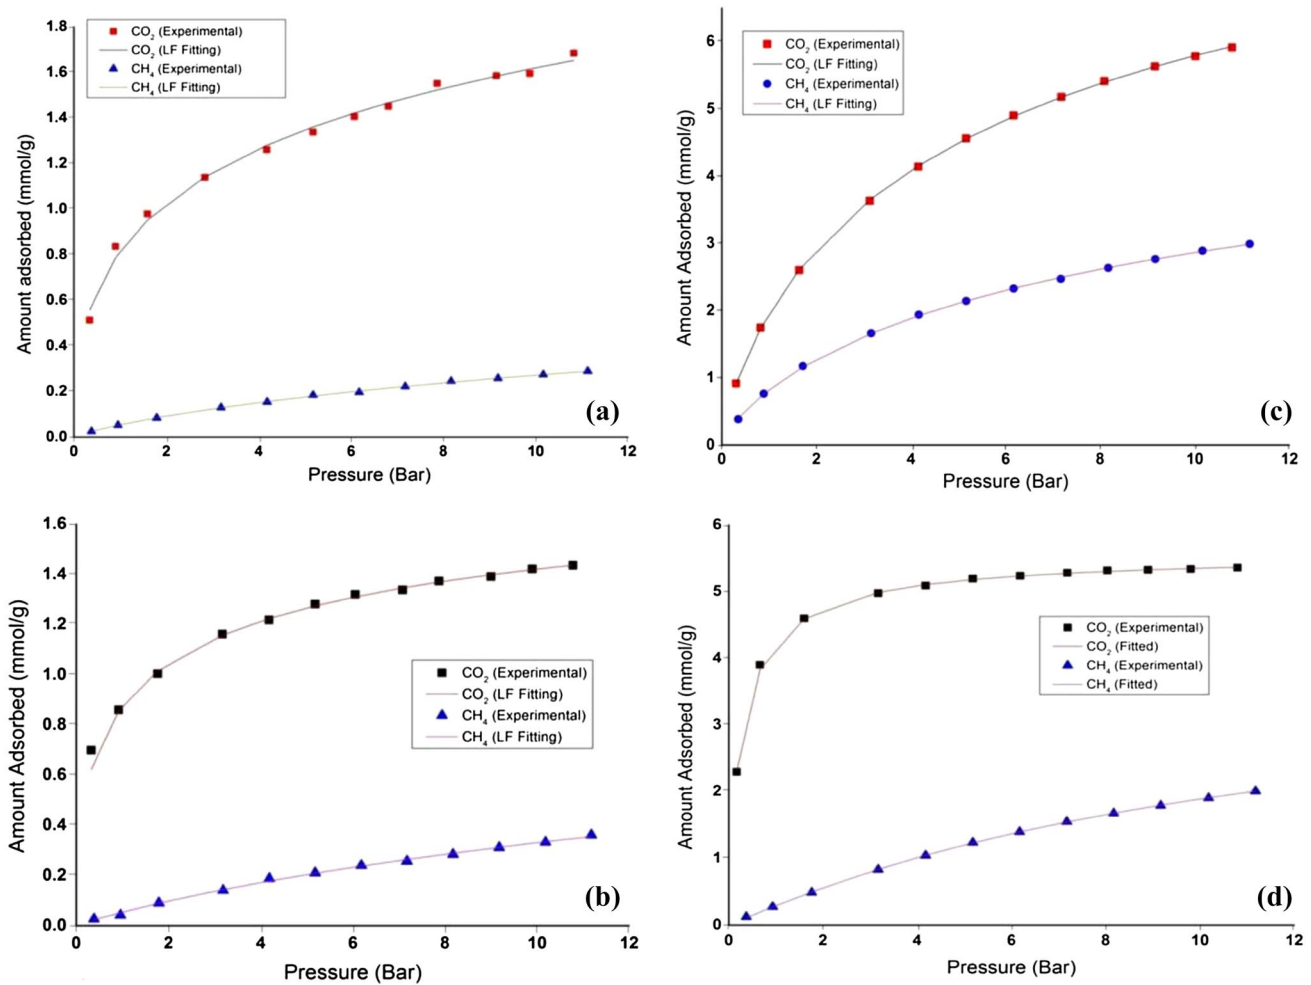 1.8
1.6
1.4
1.2
1.0
0.8
0.6
0.4
0.2
0.0
Amount adsorbed (mmol/g)
CO2 (Experimental)
CO2 (LF Fitting)
CH4 (Experimental)
CH4 (LF Fitting)
(a)
0 2 4 6 8 10 12
Pressure (Bar)
6
5
4
3
2
1
0
Amount Adsorbed (mmol/g)
CO2 (Experimental)
CO2 (LF Fitting)
CH4 (Experimental)
CH4 (LF Fitting)
(c)
0 2 4 6 8 10 12
Pressure (Bar)
1.6
1.4
1.2
1.0
0.8
0.6
0.4
0.2
0.0
Amount Adsorbed (mmol/g)
CO2 (Experimental)
CO2 (LF Fitting)
CH4 (Experimental)
CH4 (LF Fitting)
(b)
0 2 4 6 8 10 12
Pressure (Bar)
6
5
4
3
2
1
0
Amount Adsorbed (mmol/g)
CO2 (Experimental)
CO2 (Fitted)
CH4 (Experimental)
CH4 (Fitted)
(d)
0 2 4 6 8 10 12
Pressure (Bar)